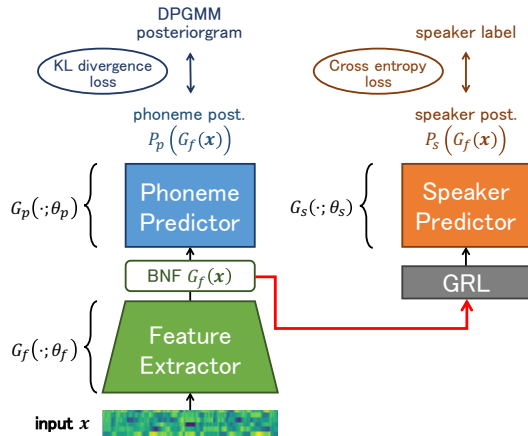 DPGMM
posteriorgram
speaker label
KL divergence
loss
Cross entropy
loss
phoneme post.
speaker post.
P_p (G_f(x))
P_s (G_f(x))
G_p(·;θ_p)
Phoneme
Predictor
G_s(·;θ_s)
Speaker
Predictor
BNF G_f(x)
GRL
G_f(·;θ_f)
Feature
Extractor
input x